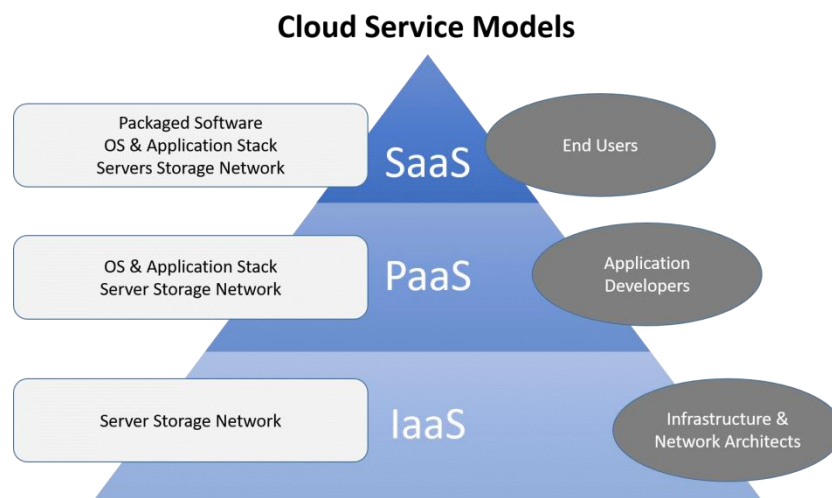 Cloud Service Models
Packaged Software
OS & Application Stack
Servers Storage Network
SaaS
End Users
OS & Application Stack
Server Storage Network
PaaS
Application
Developers
Server Storage Network
IaaS
Infrastructure &
Network Architects